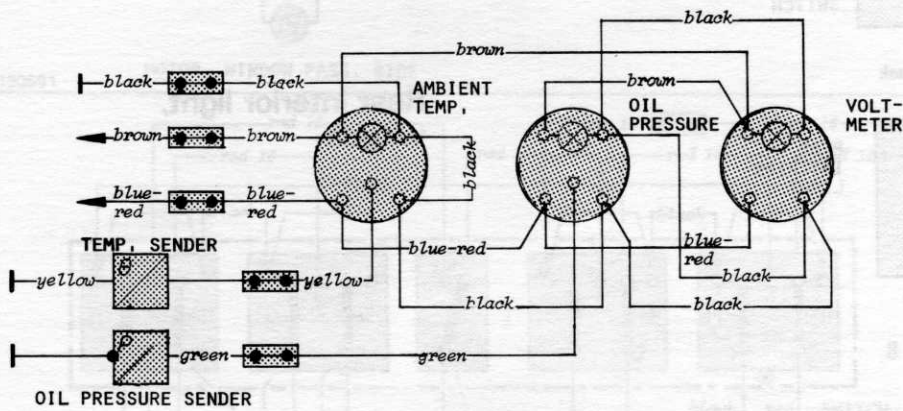 black
brown
black
black
brown
AMBIENT
TEMP.
OIL
PRESSURE
VOLT-
METER
brown
brown
black
blue-
red
blue-
red
blue-red
blue-
red
TEMP. SENDER
yellow
yellow
black
black
black
green
green
OIL PRESSURE SENDER